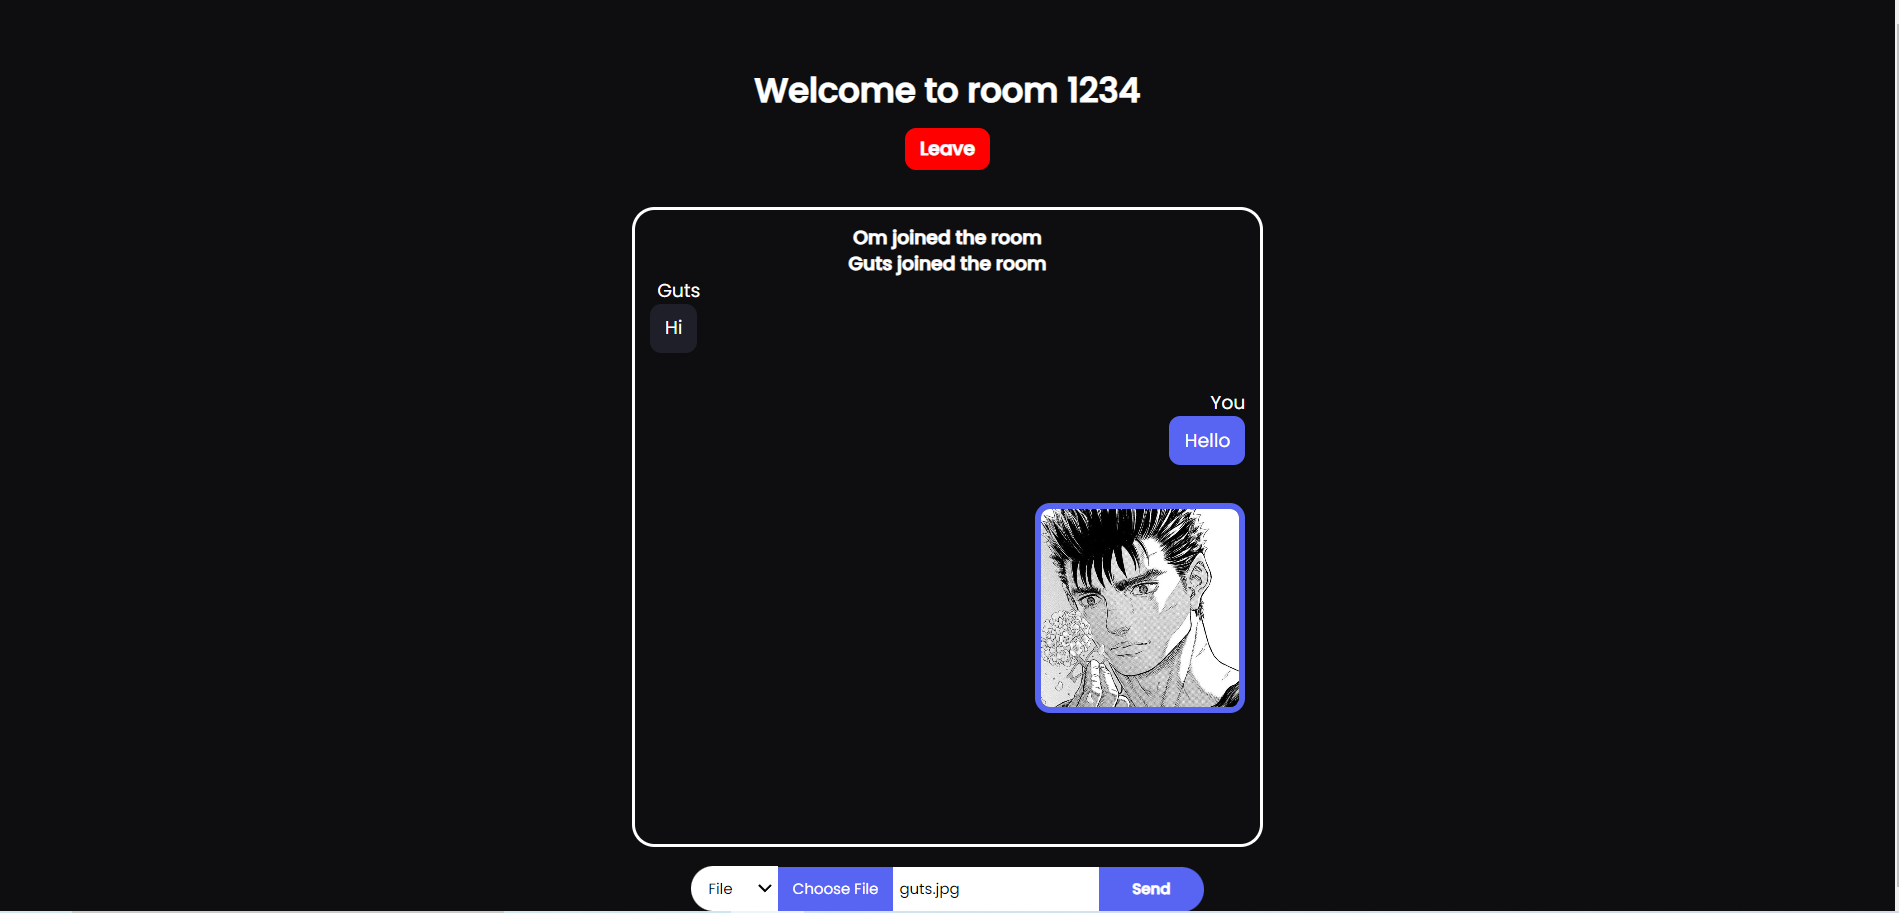 Welcome to room 1234
Leave
Om joined the room
Guts joined the room
Guts
Hi
You
Hello
File Choose File guts.jpg Send